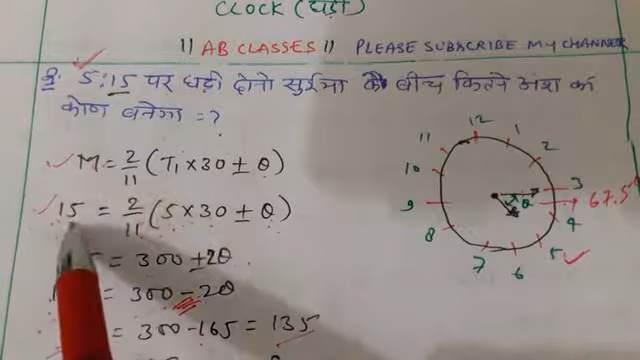 CLOCK (घड़ी)
|| AB CLASSES || PLEASE SUBSCRIBE MY CHANNER
5:15 पर घड़ी दोनो सुईया के बीच कितने अंश का
कोण बनेगा = ?
✓ M = 2/11 (T₁ × 30 ± θ)
✓ 15 = 2/11 (5 × 30 ± θ)
= 300 ± 2θ
= 300 − 2θ
= 300 − 165 = 135
12
11 1
10 2
9 3
67.5°
θ
8 4
7 6 5 ✓